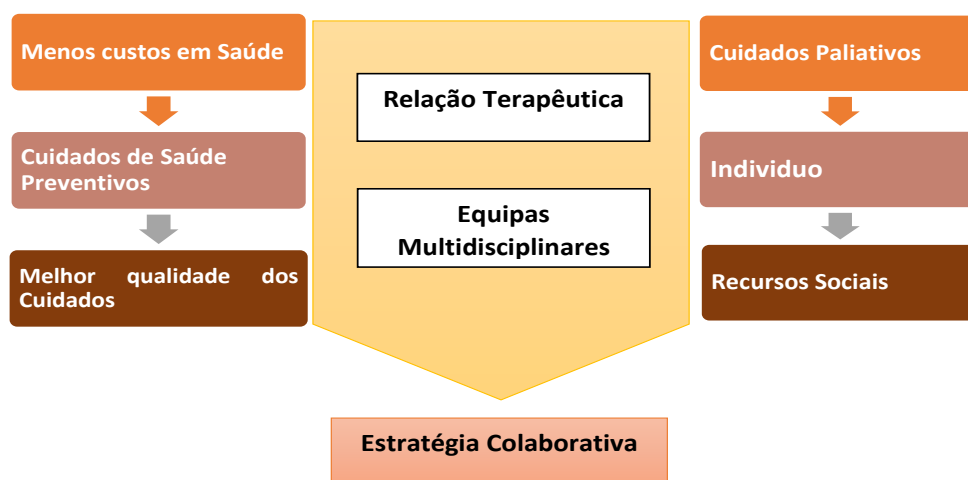 Menos custos em Saúde
Cuidados de Saúde
Preventivos
Melhor qualidade dos
Cuidados
Relação Terapêutica
Equipas
Multidisciplinares
Estratégia Colaborativa
Cuidados Paliativos
Individuo
Recursos Sociais